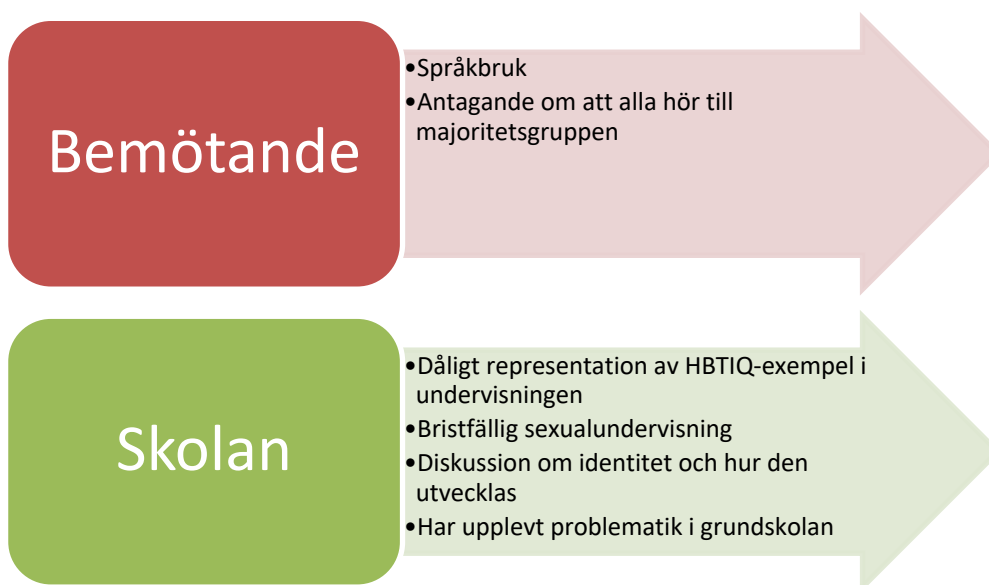 Bemötande
•Språkbruk
•Antagande om att alla hör till
majoritetsgruppen
Skolan
•Dåligt representation av HBTIQ-exempel i
undervisningen
•Bristfällig sexualundervisning
•Diskussion om identitet och hur den
utvecklas
•Har upplevt problematik i grundskolan